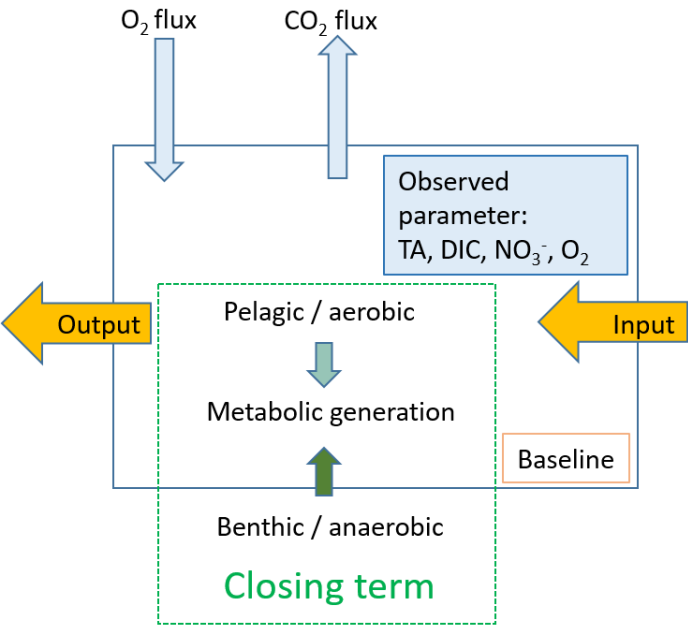 O₂ flux
CO₂ flux
Observed
parameter:
TA, DIC, NO₃⁻, O₂
Output
Pelagic / aerobic
Input
Metabolic generation
Baseline
Benthic / anaerobic
Closing term